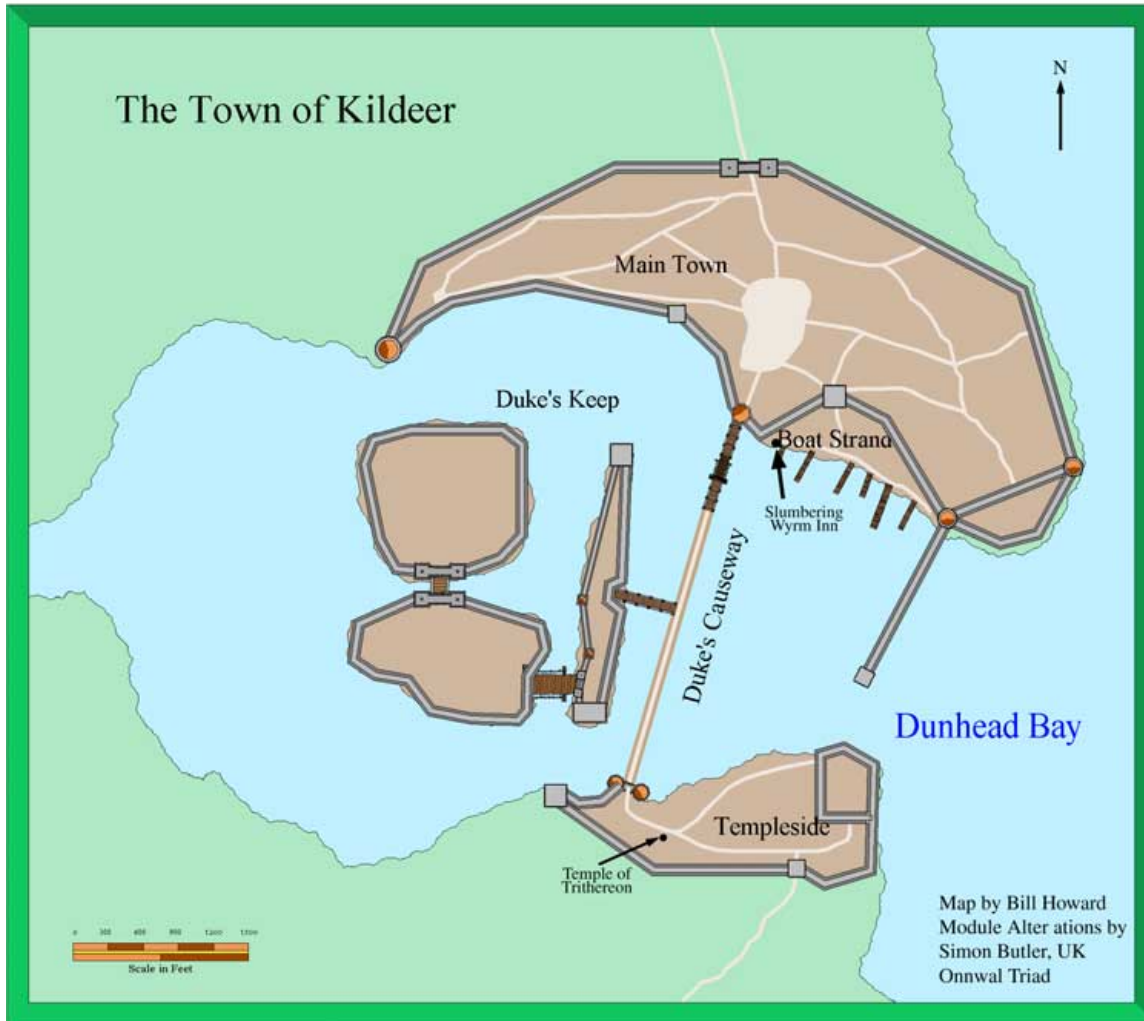 The Town of Kildeer
N
Main Town
Duke's Keep
Boat Strand
Slumbering
Wyrm Inn
Duke's Causeway
Dunhead Bay
Templeside
Temple of
Trithereon
Scale in Feet
Map by Bill Howard
Module Alter ations by
Simon Butler, UK
Onnwal Triad